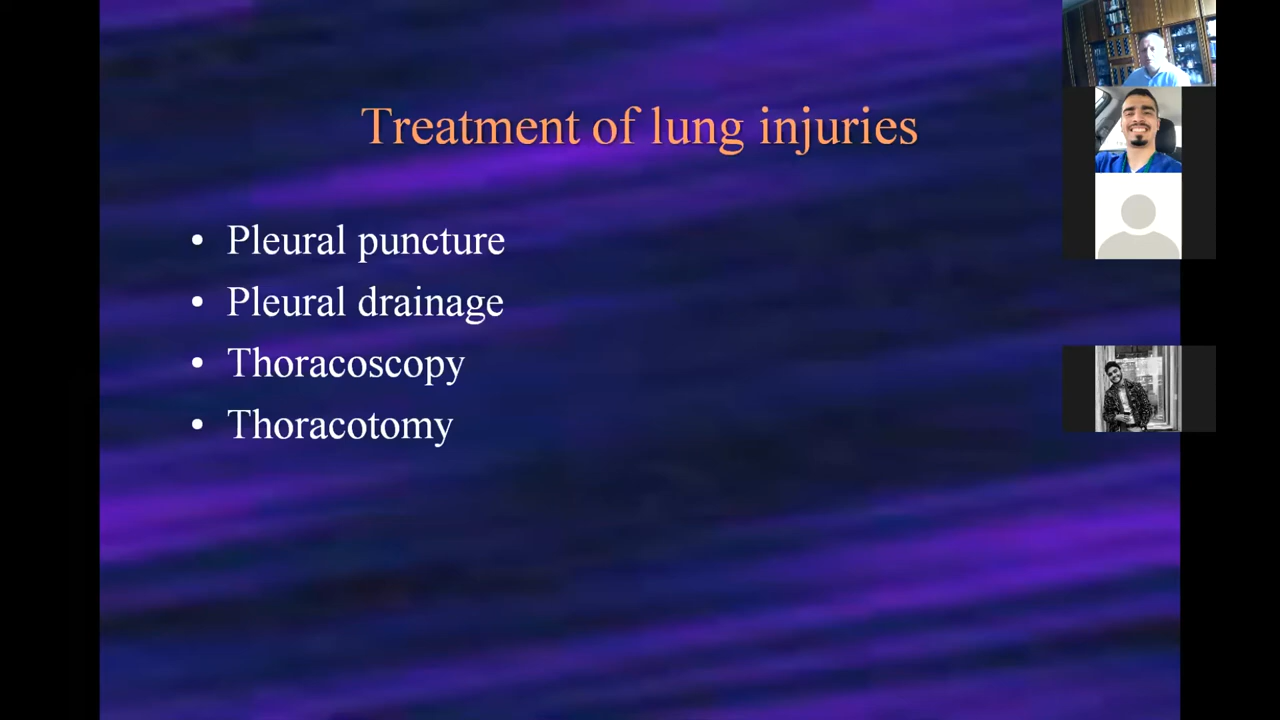 Treatment of lung injuries
• Pleural puncture
• Pleural drainage
• Thoracoscopy
• Thoracotomy